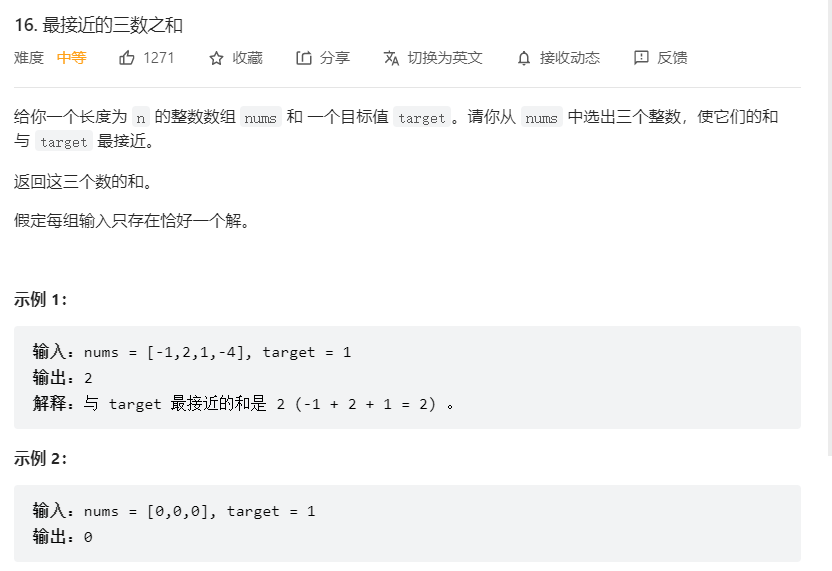 16. 最接近的三数之和
难度 中等 1271 收藏 分享 切换为英文 接收动态 反馈
给你一个长度为 n 的整数数组 nums 和 一个目标值 target。请你从 nums 中选出三个整数，使它们的和
与 target 最接近。
返回这三个数的和。
假定每组输入只存在恰好一个解。
示例 1：
输入：nums = [-1,2,1,-4], target = 1
输出：2
解释：与 target 最接近的和是 2 (-1 + 2 + 1 = 2) 。
示例 2：
输入：nums = [0,0,0], target = 1
输出：0